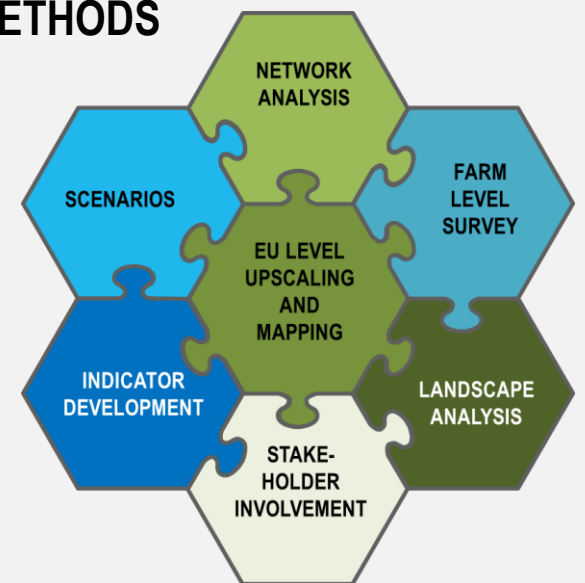 ETHODS
NETWORK
ANALYSIS
SCENARIOS
FARM
LEVEL
SURVEY
EU LEVEL
UPSCALING
AND
MAPPING
INDICATOR
DEVELOPMENT
LANDSCAPE
ANALYSIS
STAKE-
HOLDER
INVOLVEMENT